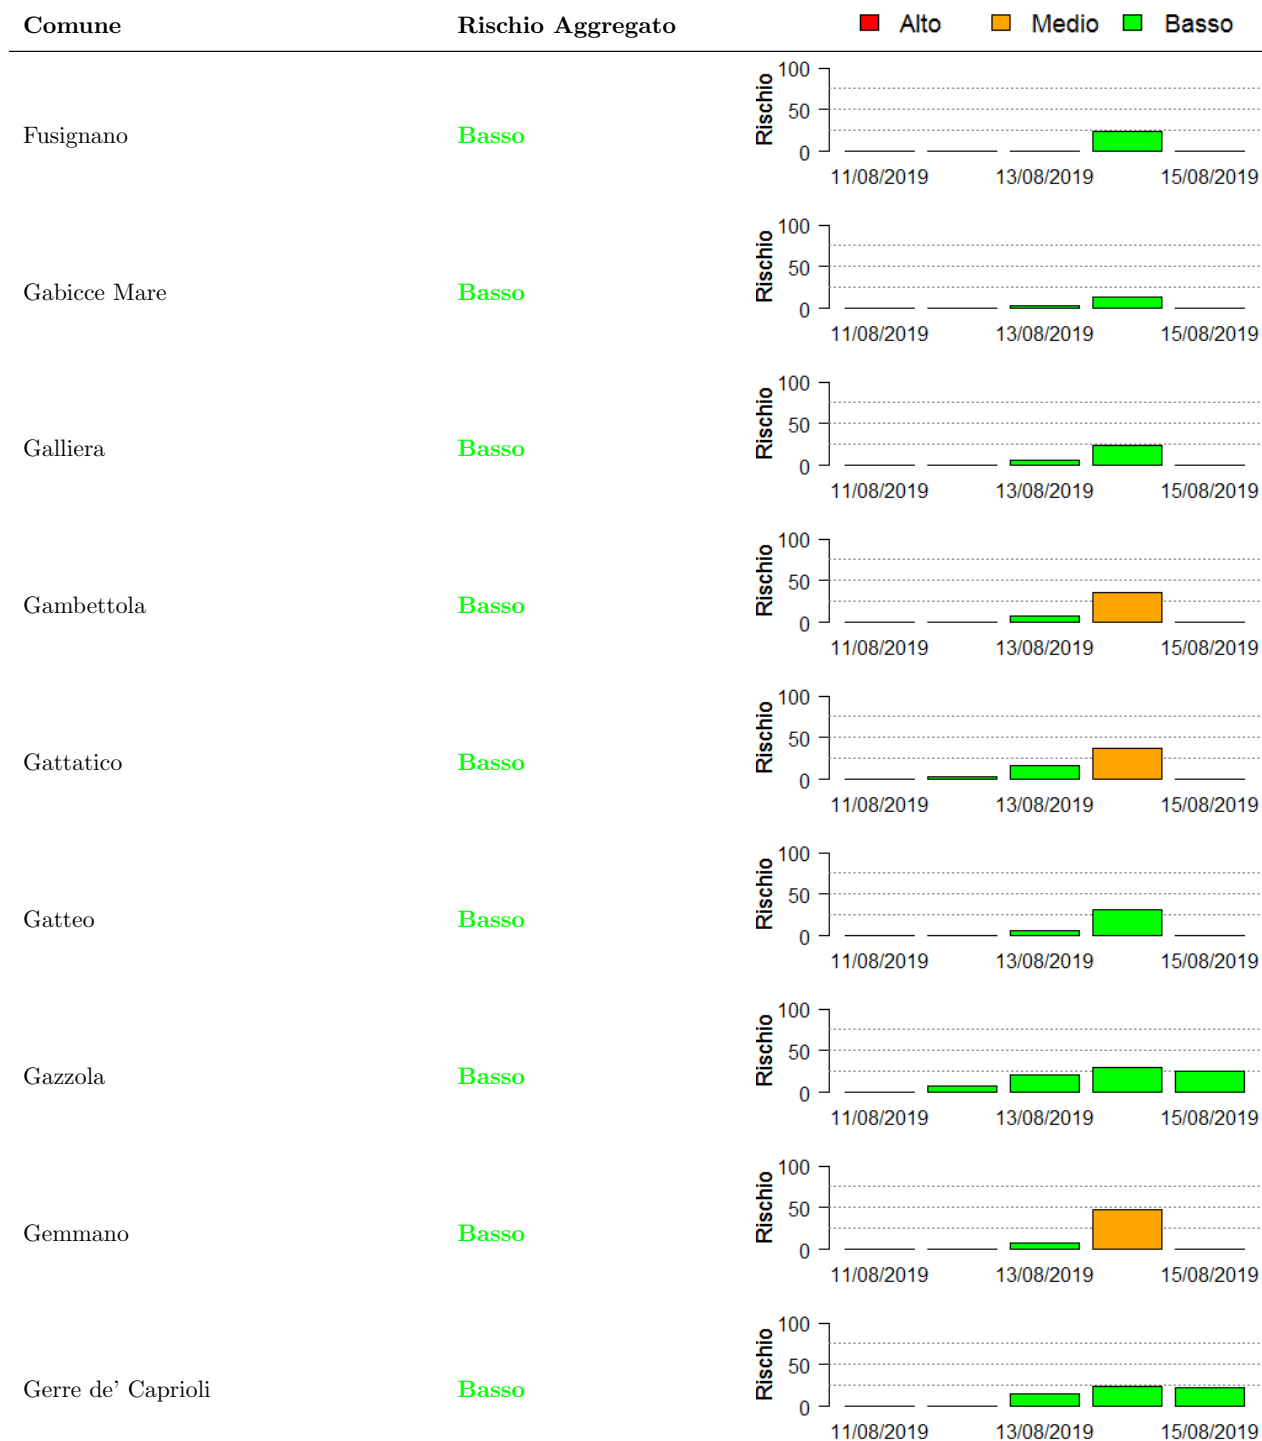 Comune Rischio Aggregato Alto Medio Basso
Fusignano Basso
Rischio
100
50
0
11/08/2019 13/08/2019 15/08/2019
Gabicce Mare Basso
Rischio
100
50
0
11/08/2019 13/08/2019 15/08/2019
Galliera Basso
Rischio
100
50
0
11/08/2019 13/08/2019 15/08/2019
Gambettola Basso
Rischio
100
50
0
11/08/2019 13/08/2019 15/08/2019
Gattatico Basso
Rischio
100
50
0
11/08/2019 13/08/2019 15/08/2019
Gatteo Basso
Rischio
100
50
0
11/08/2019 13/08/2019 15/08/2019
Gazzola Basso
Rischio
100
50
0
11/08/2019 13/08/2019 15/08/2019
Gemmano Basso
Rischio
100
50
0
11/08/2019 13/08/2019 15/08/2019
Gerre de' Caprioli Basso
Rischio
100
50
0
11/08/2019 13/08/2019 15/08/2019